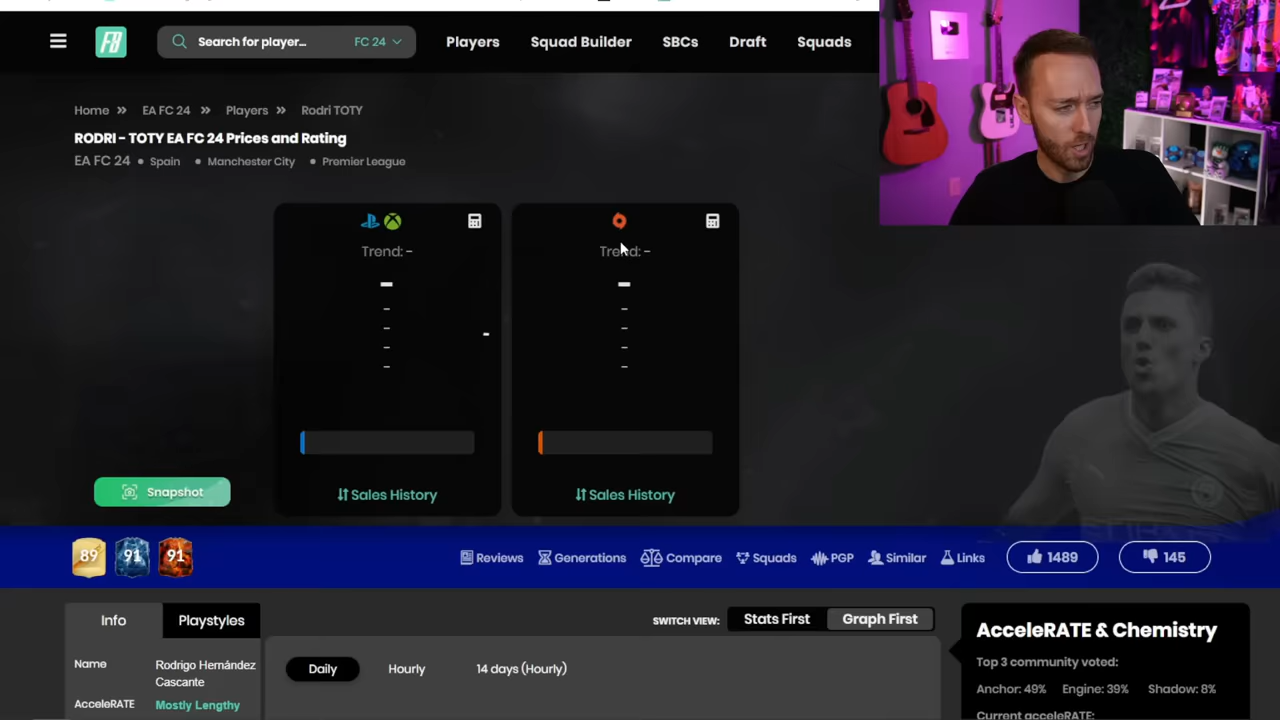 FB
Search for player...
FC 24
Players
Squad Builder
SBCs
Draft
Squads
Home
EA FC 24
Players
Rodri TOTY
RODRI - TOTY EA FC 24 Prices and Rating
EA FC 24
Spain
Manchester City
Premier League
Trend: -
Trend: -
Sales History
Sales History
Snapshot
89
91
91
Reviews
Generations
Compare
Squads
PGP
Similar
Links
1489
145
Info
Playstyles
SWITCH VIEW:
Stats First
Graph First
AcceleRATE & Chemistry
Top 3 community voted:
Anchor: 49%
Engine: 39%
Shadow: 8%
Current acceleRATE:
Name
Rodrigo Hernández
Cascante
AcceleRATE
Mostly Lengthy
Daily
Hourly
14 days (Hourly)